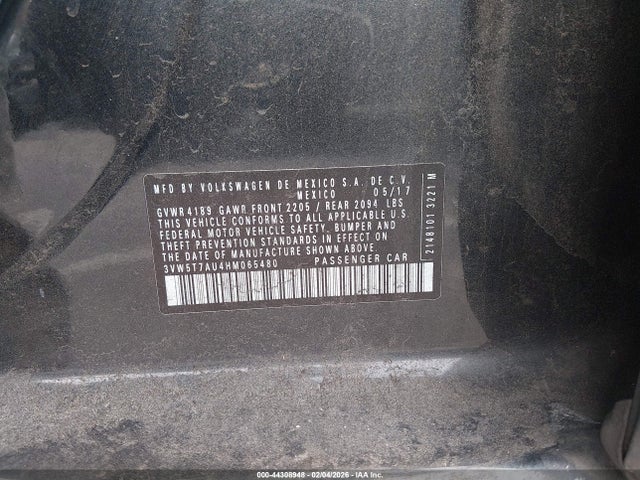 MFD BY VOLKSWAGEN DE MEXICO S.A. DE C.V.
MEXICO 05/17
GVWR 4189 GAWR FRONT 2205 / REAR 2094 LBS
THIS VEHICLE CONFORMS TO ALL APPLICABLE U.S.
FEDERAL MOTOR VEHICLE SAFETY, BUMPER AND
THEFT PREVENTION STANDARDS IN EFFECT ON
THE DATE OF MANUFACTURE SHOWN ABOVE.
3VW5T7AU4HM065480 PASSENGER CAR
2148101 3221 M
000-44308948 - 02/04/2026 - IAA Inc.